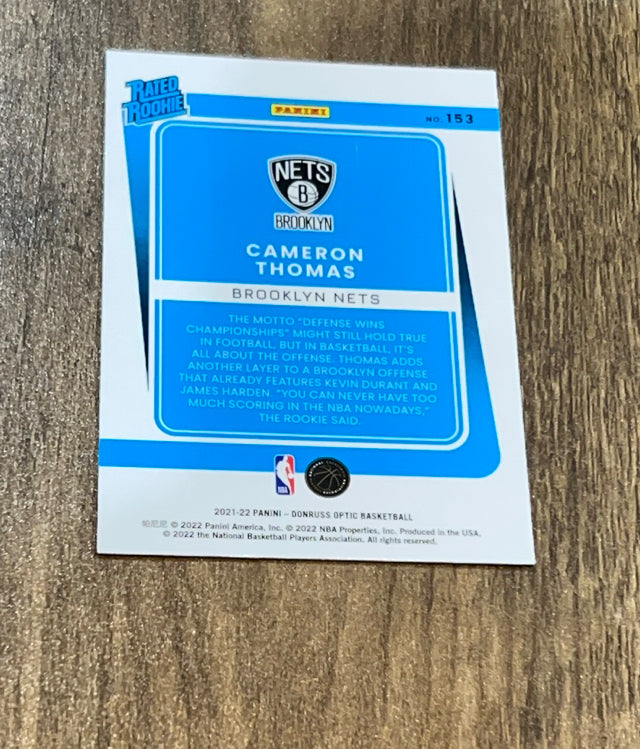 RATED
ROOKIE
PANINI
NO. 153
NETS
B
BROOKLYN
CAMERON
THOMAS
BROOKLYN NETS
THE MOTTO "DEFENSE WINS
CHAMPIONSHIPS" MIGHT STILL HOLD TRUE
IN FOOTBALL, BUT IN BASKETBALL, IT'S
ALL ABOUT THE OFFENSE. THOMAS ADDS
ANOTHER LAYER TO A BROOKLYN OFFENSE
THAT ALREADY FEATURES KEVIN DURANT AND
JAMES HARDEN. "YOU CAN NEVER HAVE TOO
MUCH SCORING IN THE NBA NOWADAYS,"
THE ROOKIE SAID.
NBA
2021-22 PANINI – DONRUSS OPTIC BASKETBALL
帕尼尼 © 2022 Panini America, Inc. © 2022 NBA Properties, Inc. Produced in the USA.
© 2022 the National Basketball Players Association. All rights reserved.